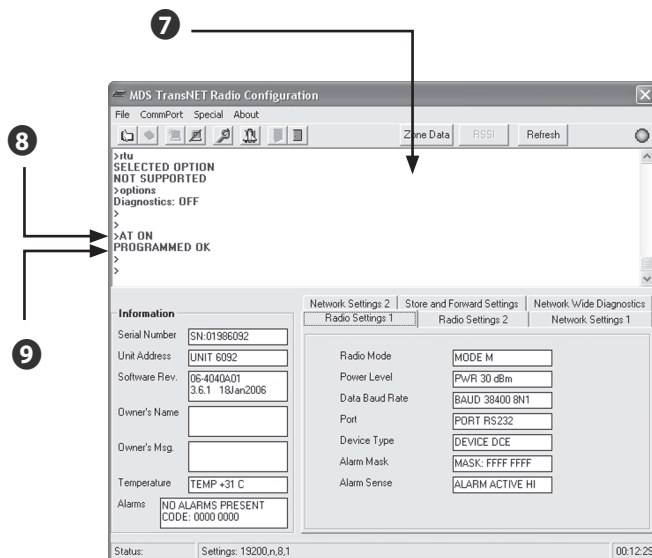 7
MDS TransNET Radio Configuration
File CommPort Special About
Zone Data RSSI Refresh
8
>rtu
SELECTED OPTION
NOT SUPPORTED
>options
Diagnostics: OFF
>
>
>AT ON
PROGRAMMED OK
>
>
9
Information
Serial Number SN:01986092
Unit Address UNIT 6092
Software Rev. 06-4040A01
3.6.1 18Jan2006
Owner's Name
Owner's Msg.
Temperature TEMP +31 C
Alarms NO ALARMS PRESENT
CODE: 0000 0000
Network Settings 2 Store and Forward Settings Network Wide Diagnostics
Radio Settings 1 Radio Settings 2 Network Settings 1
Radio Mode MODE M
Power Level PWR 30 dBm
Data Baud Rate BAUD 38400 8N1
Port PORT RS232
Device Type DEVICE DCE
Alarm Mask MASK: FFFF FFFF
Alarm Sense ALARM ACTIVE HI
Status: Settings: 19200,n,8,1 00:12:29